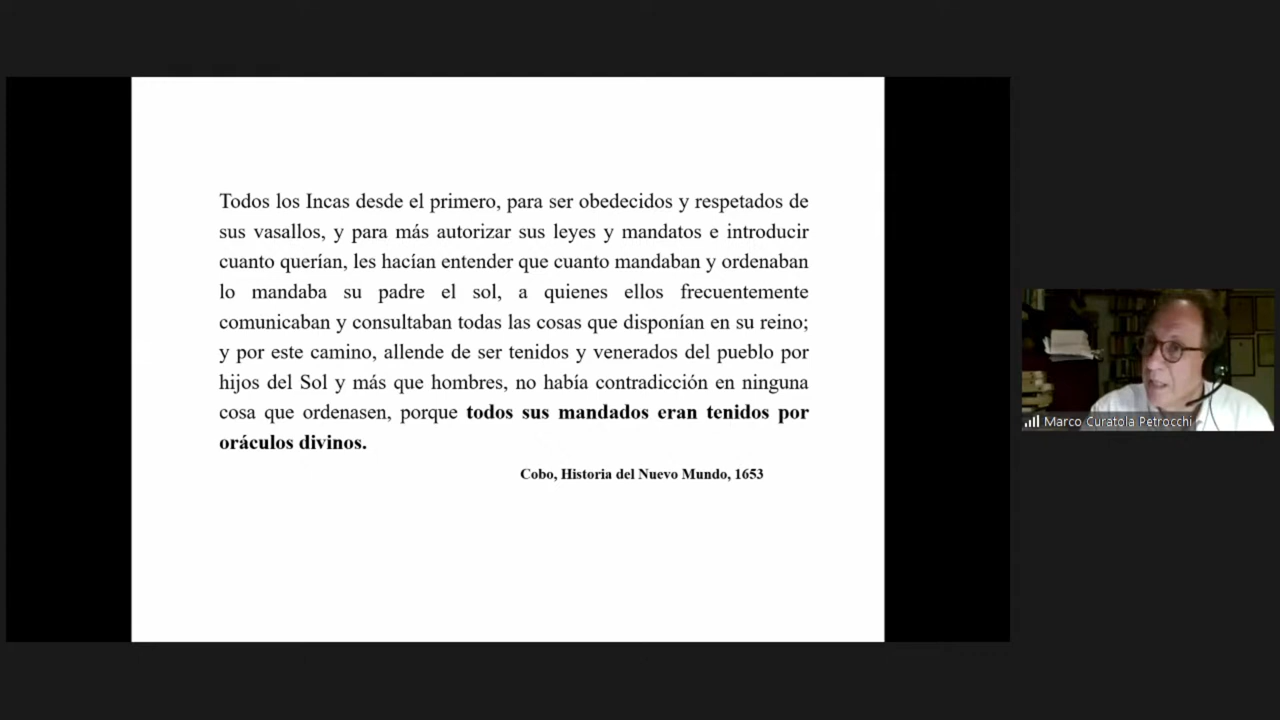 Todos los Incas desde el primero, para ser obedecidos y respetados de
sus vasallos, y para más autorizar sus leyes y mandatos e introducir
cuanto querían, les hacían entender que cuanto mandaban y ordenaban
lo mandaba su padre el sol, a quienes ellos frecuentemente
comunicaban y consultaban todas las cosas que disponían en su reino;
y por este camino, allende de ser tenidos y venerados del pueblo por
hijos del Sol y más que hombres, no había contradicción en ninguna
cosa que ordenasen, porque todos sus mandados eran tenidos por
oráculos divinos.
Cobo, Historia del Nuevo Mundo, 1653
Marco Curatola Petrocchi